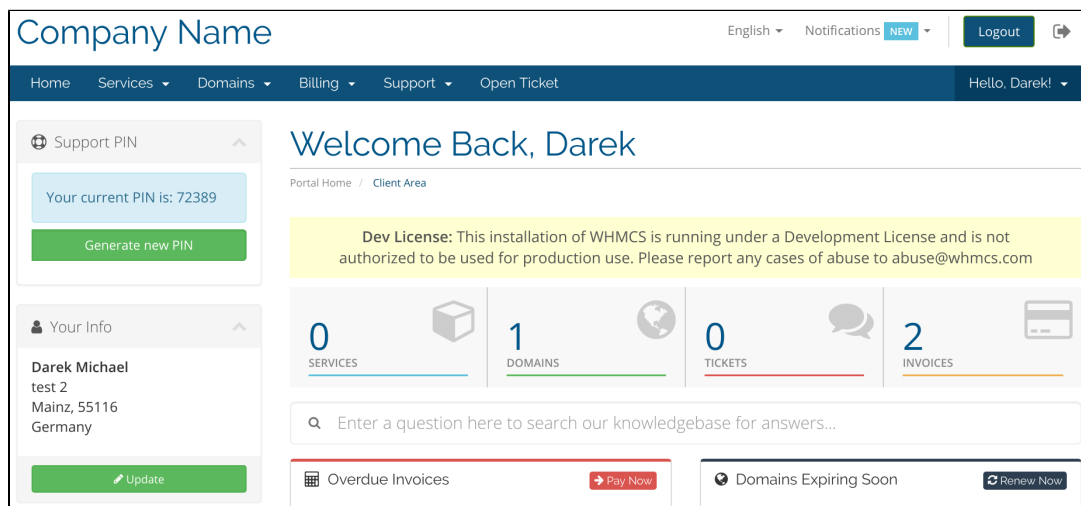 Company Name
English
Notifications NEW
Logout
Home Services Domains Billing Support Open Ticket Hello, Darek!
Support PIN
Your current PIN is: 72389
Generate new PIN
Your Info
Darek Michael
test 2
Mainz, 55116
Germany
Update
Welcome Back, Darek
Portal Home / Client Area
Dev License: This installation of WHMCS is running under a Development License and is not
authorized to be used for production use. Please report any cases of abuse to abuse@whmcs.com
0
SERVICES
1
DOMAINS
0
TICKETS
2
INVOICES
Enter a question here to search our knowledgebase for answers...
Overdue Invoices
Pay Now
Domains Expiring Soon
Renew Now